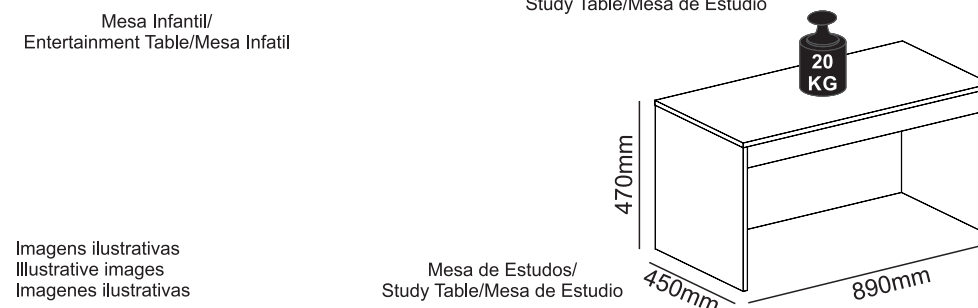 Study Table/Mesa de Estudio
Mesa Infantil/
Entertainment Table/Mesa Infatil
20
KG
470mm
450mm
890mm
Imagens ilustrativas
Illustrative images
Imagenes ilustrativas
Mesa de Estudos/
Study Table/Mesa de Estudio